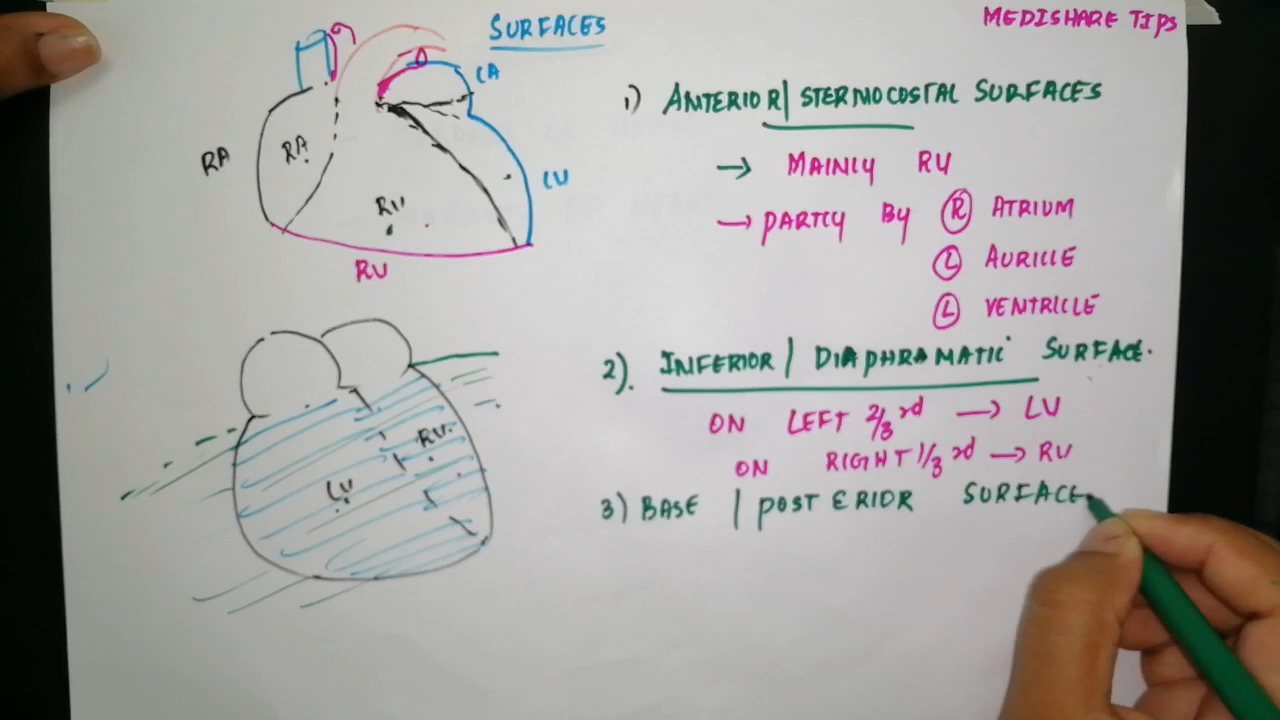 SURFACES
MEDISHARE TIPS
LA
RA
RA
RV
LV
RV
1) ANTERIOR/ STERNOCOSTAL SURFACES
→ MAINLY RV
→ PARTLY BY Ⓡ ATRIUM
Ⓛ AURICLE
Ⓛ VENTRICLE
2). INFERIOR / DIAPHRAMATIC SURFACE.
ON LEFT 2/3rd → LV
ON RIGHT 1/3rd → RV
3) BASE / POSTERIOR SURFACE
RV.
LV